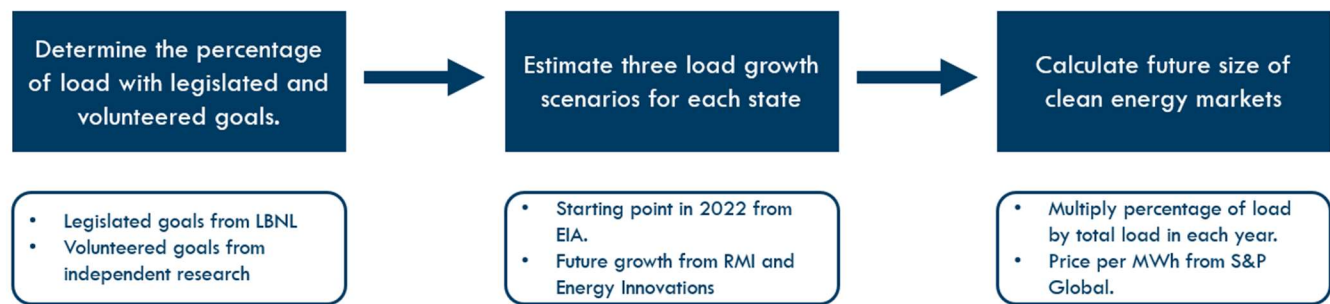 Determine the percentage
of load with legislated and
volunteered goals.
Estimate three load growth
scenarios for each state
Calculate future size of
clean energy markets
• Legislated goals from LBNL
• Volunteered goals from
independent research
• Starting point in 2022 from
EIA.
• Future growth from RMI and
Energy Innovations
• Multiply percentage of load
by total load in each year.
• Price per MWh from S&P
Global.